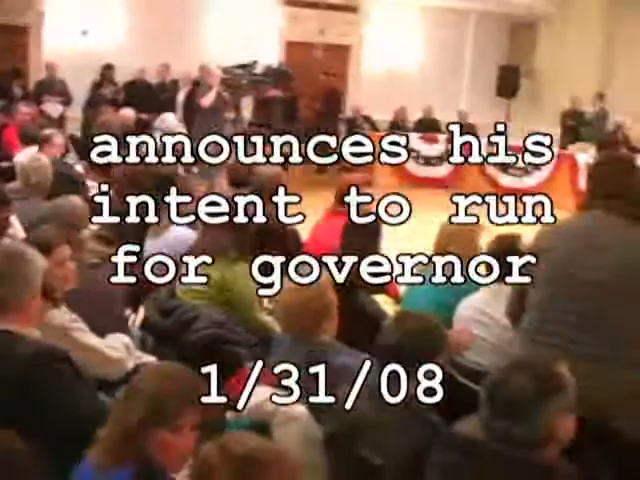 announces his
intent to run
for governor
1/31/08